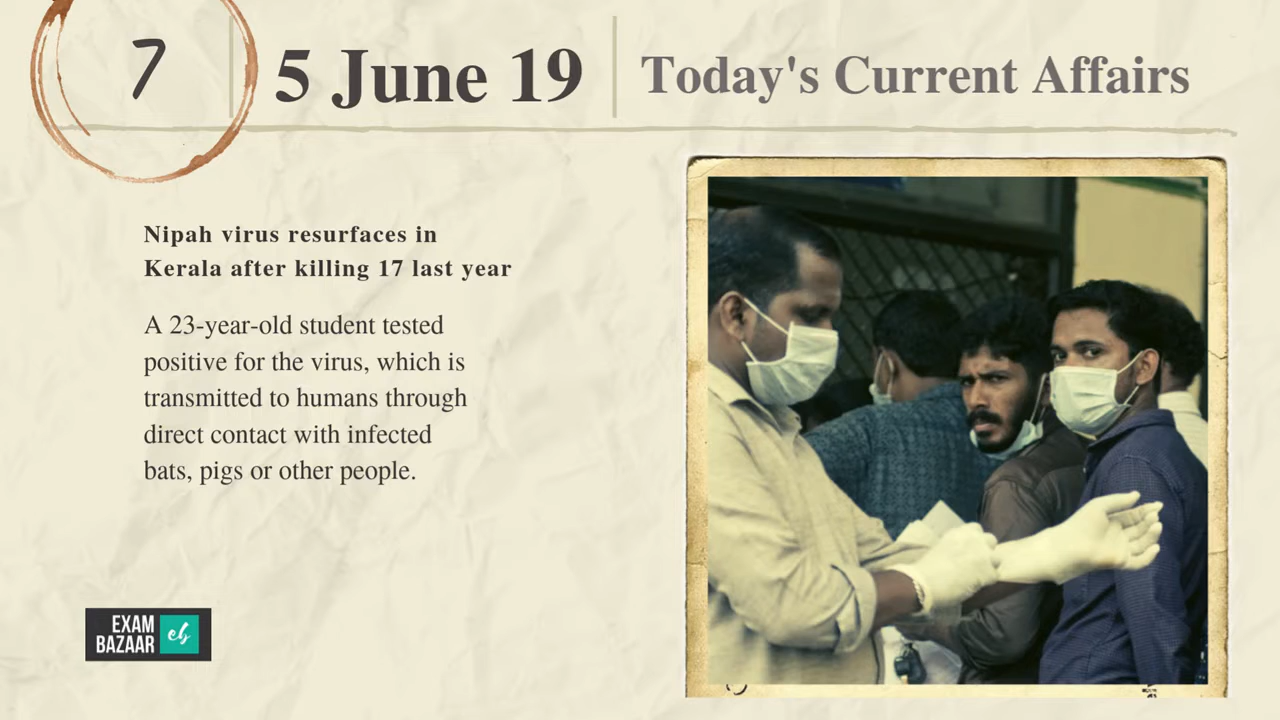 7
5 June 19
Today's Current Affairs
Nipah virus resurfaces in
Kerala after killing 17 last year
A 23-year-old student tested
positive for the virus, which is
transmitted to humans through
direct contact with infected
bats, pigs or other people.
EXAM
BAZAAR
eb